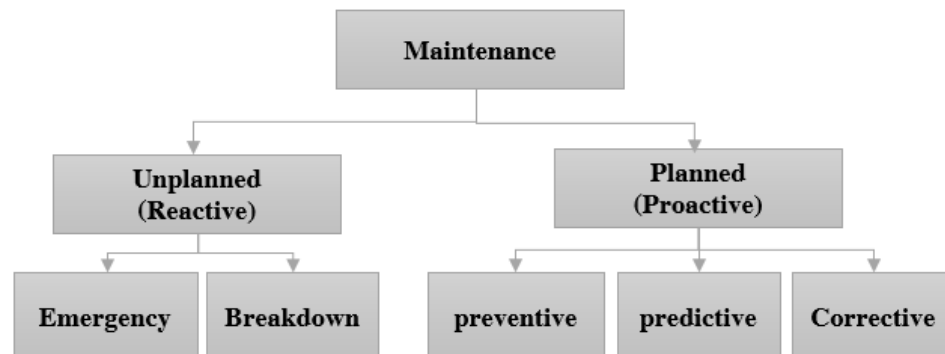 Maintenance
Unplanned
(Reactive)
Planned
(Proactive)
Emergency
Breakdown
preventive
predictive
Corrective